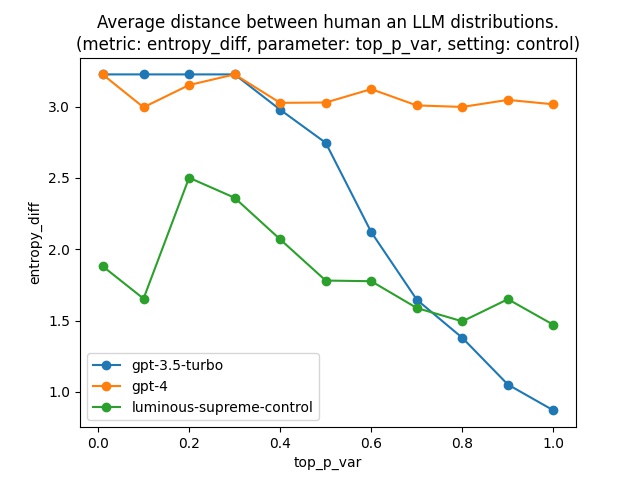 Average distance between human an LLM distributions.
(metric: entropy_diff, parameter: top_p_var, setting: control)
entropy_diff
3.0
2.5
2.0
1.5
1.0
gpt-3.5-turbo
gpt-4
luminous-supreme-control
0.0 0.2 0.4 0.6 0.8 1.0
top_p_var